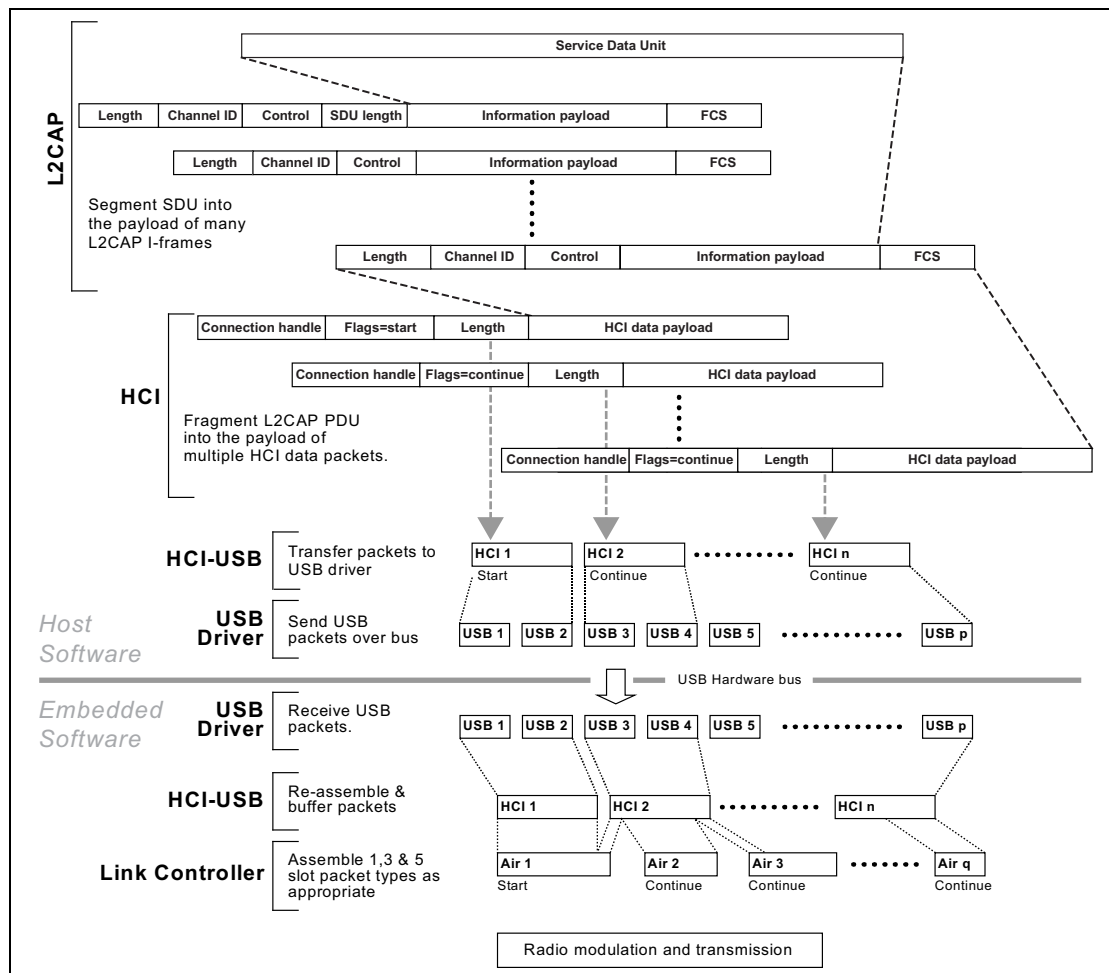 Service Data Unit
Length Channel ID Control SDU length Information payload FCS
Length Channel ID Control Information payload FCS
L2CAP
Segment SDU into
the payload of many
L2CAP I-frames
Length Channel ID Control Information payload FCS
Connection handle Flags=start Length HCI data payload
Connection handle Flags=continue Length HCI data payload
HCI
Fragment L2CAP PDU
into the payload of
multiple HCI data packets.
Connection handle Flags=continue Length HCI data payload
HCI-USB
Transfer packets to
USB driver
HCI 1 HCI 2 HCI n
Start Continue Continue
Host
Software
USB
Driver
Send USB
packets over bus
USB 1 USB 2 USB 3 USB 4 USB 5 USB p
USB Hardware bus
Embedded
Software
USB
Driver
Receive USB
packets.
USB 1 USB 2 USB 3 USB 4 USB 5 USB p
HCI-USB
Re-assemble &
buffer packets
HCI 1 HCI 2 HCI n
Link Controller
Assemble 1,3 & 5
slot packet types as
appropriate
Air 1 Air 2 Air 3 Air q
Start Continue Continue Continue
Radio modulation and transmission